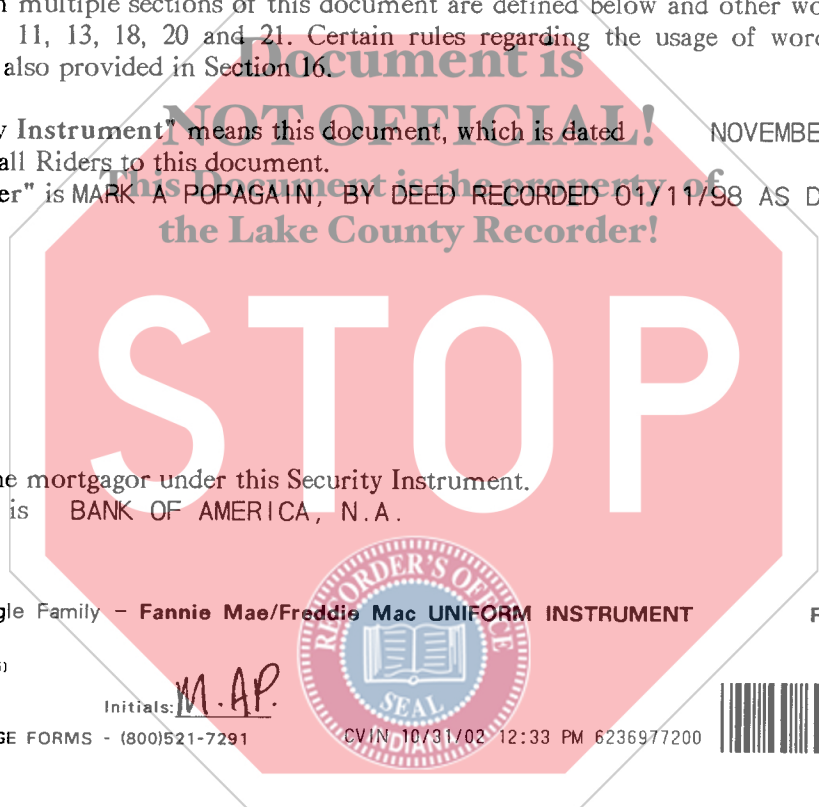 n multiple sections of this document are defined below and other wo
11, 13, 18, 20 and 21. Certain rules regarding the usage of word
also provided in Section 16.
Document is
NOT OFFICIAL!
This Document is the property of
the Lake County Recorder!
y Instrument" means this document, which is dated NOVEMBE
all Riders to this document.
er" is MARK A POPAGAIN, BY DEED RECORDED 01/11/98 AS D
STOP
he mortgagor under this Security Instrument.
is BANK OF AMERICA, N.A.
gle Family - Fannie Mae/Freddie Mac UNIFORM INSTRUMENT F
RECORDER'S OFFICE
SEAL
INDIANA
Initials: M.AP.
GE FORMS - (800)521-7291 CVIN 10/31/02 12:33 PM 6236977200